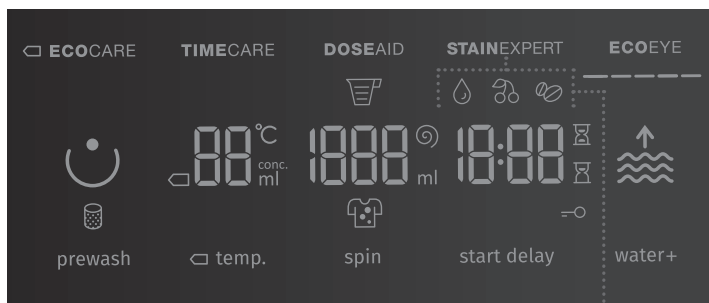 ECOCARE TIMECARE DOSEAID STAINEXPERT ECOEYE
88 °C 1888 18:88
conc.
ml ml
prewash temp. spin start delay water+